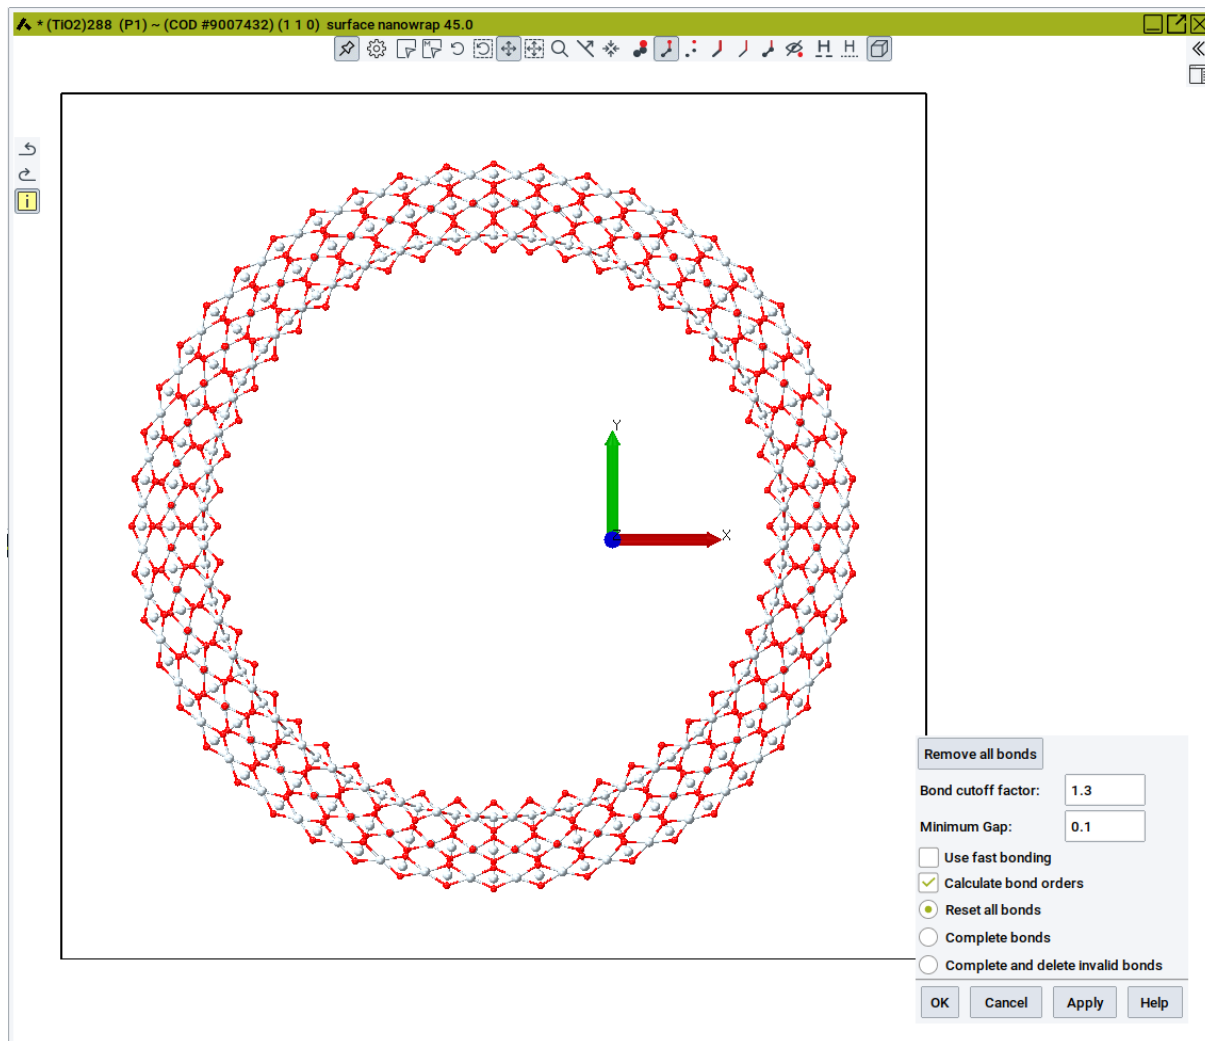 * (TiO2)288 (P1) ~ (COD #9007432) (1 1 0) surface nanowrap 45.0
M
H H
i
Y
X
Remove all bonds
Bond cutoff factor: 1.3
Minimum Gap: 0.1
Use fast bonding
Calculate bond orders
Reset all bonds
Complete bonds
Complete and delete invalid bonds
OK Cancel Apply Help